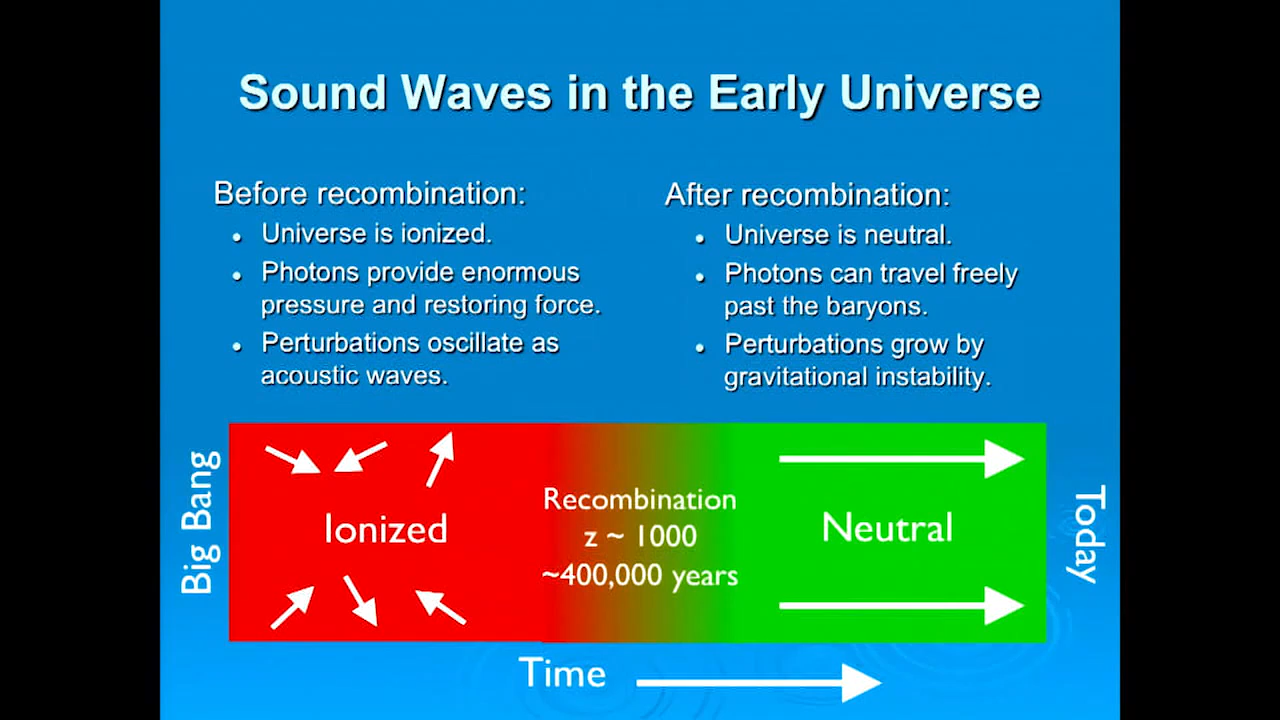 Sound Waves in the Early Universe
Before recombination:
• Universe is ionized.
• Photons provide enormous
pressure and restoring force.
• Perturbations oscillate as
acoustic waves.
After recombination:
• Universe is neutral.
• Photons can travel freely
past the baryons.
• Perturbations grow by
gravitational instability.
Big Bang
Ionized
Recombination
z ~ 1000
~400,000 years
Neutral
Today
Time